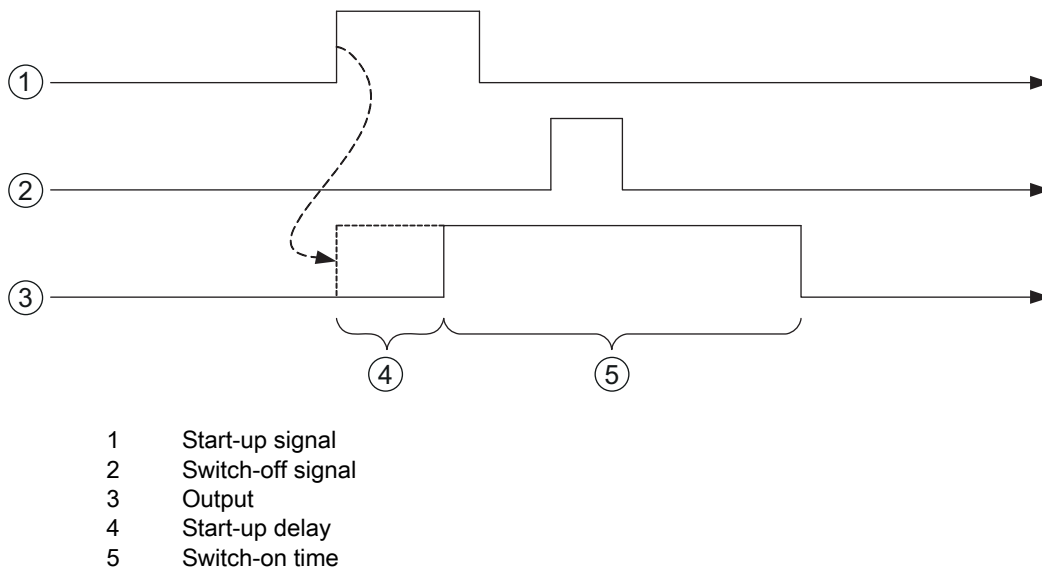 1
2
3
4 5
1 Start-up signal
2 Switch-off signal
3 Output
4 Start-up delay
5 Switch-on time